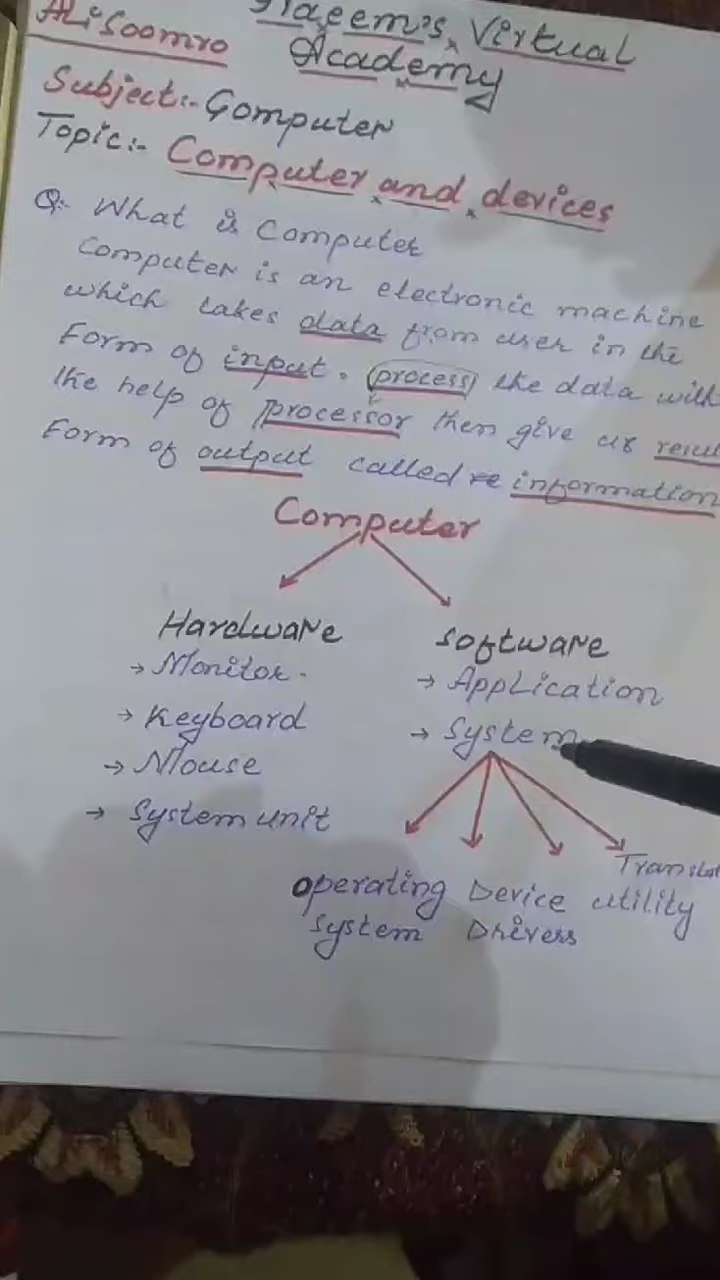 Ali Soomro
Virtual
Academy
Subject:- Computer
Topic:- Computer and devices
Q:- What is Computer
Computer is an electronic machine
which takes data from user in the
Form of input. process the data with
the help of processor then give us
Form of output called re information
Computer
Hardware
→ Monitor.
→ Keyboard
→ Mouse
→ System unit
Software
→ Application
→ System
Operating System
Device Drivers
utility